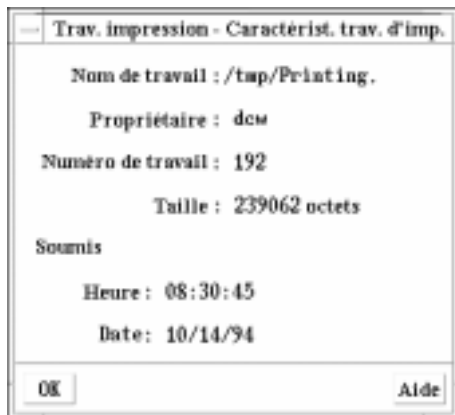 Trav. impression - Caractérist. trav. d'imp.
Nom de travail : /tmp/Printing.
Propriétaire : dcw
Numéro de travail : 192
Taille : 239062 octets
Soumis
Heure : 08:30:45
Date: 10/14/94
OK Aide